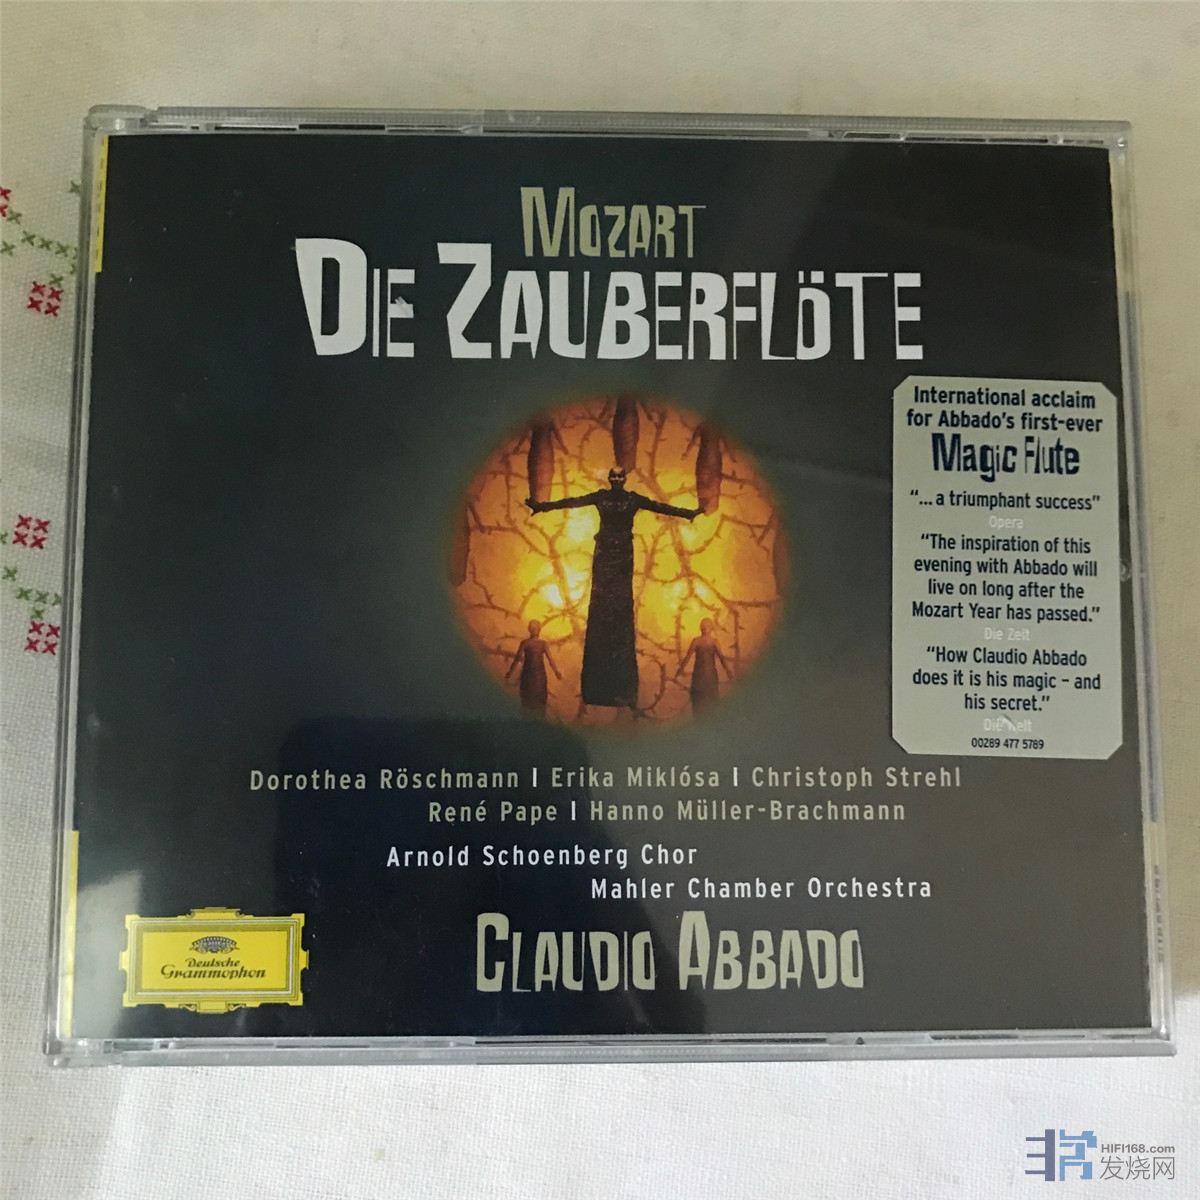 MOZART
DIE ZAUBERFLÖTE
International acclaim
for Abbado's first-ever
Magic Flute
"... a triumphant success"
Opera
"The inspiration of this
evening with Abbado will
live on long after the
Mozart Year has passed."
Die Zeit
"How Claudio Abbado
does it is his magic – and
his secret."
Die Welt
00289 477 5789
Dorothea Röschmann | Erika Miklósa | Christoph Strehl
René Pape | Hanno Müller-Brachmann
Arnold Schoenberg Chor
Mahler Chamber Orchestra
CLAUDIO ABBADO
Deutsche
Grammophon
HIFI168.com
发烧网